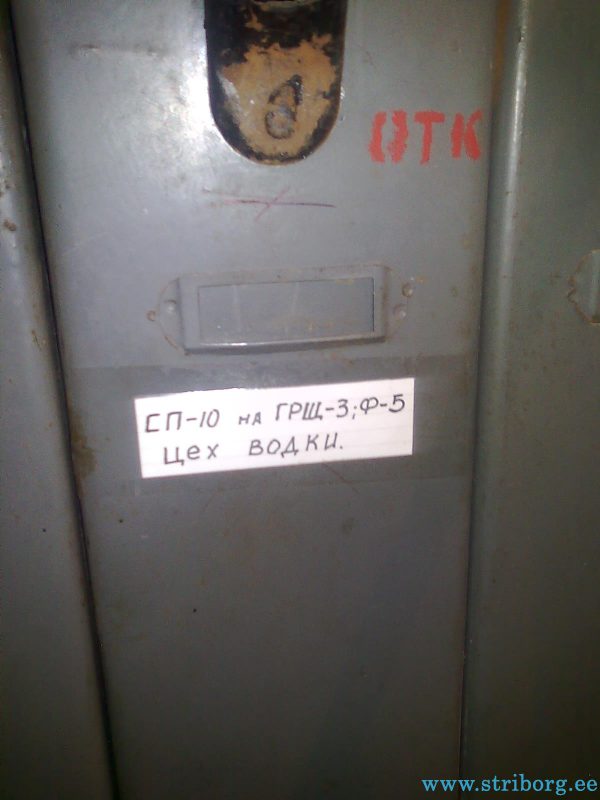 ОТК
СП-10 на ГРЩ-3; Ф-5
Цех ВОДКИ.
www.striborg.ee